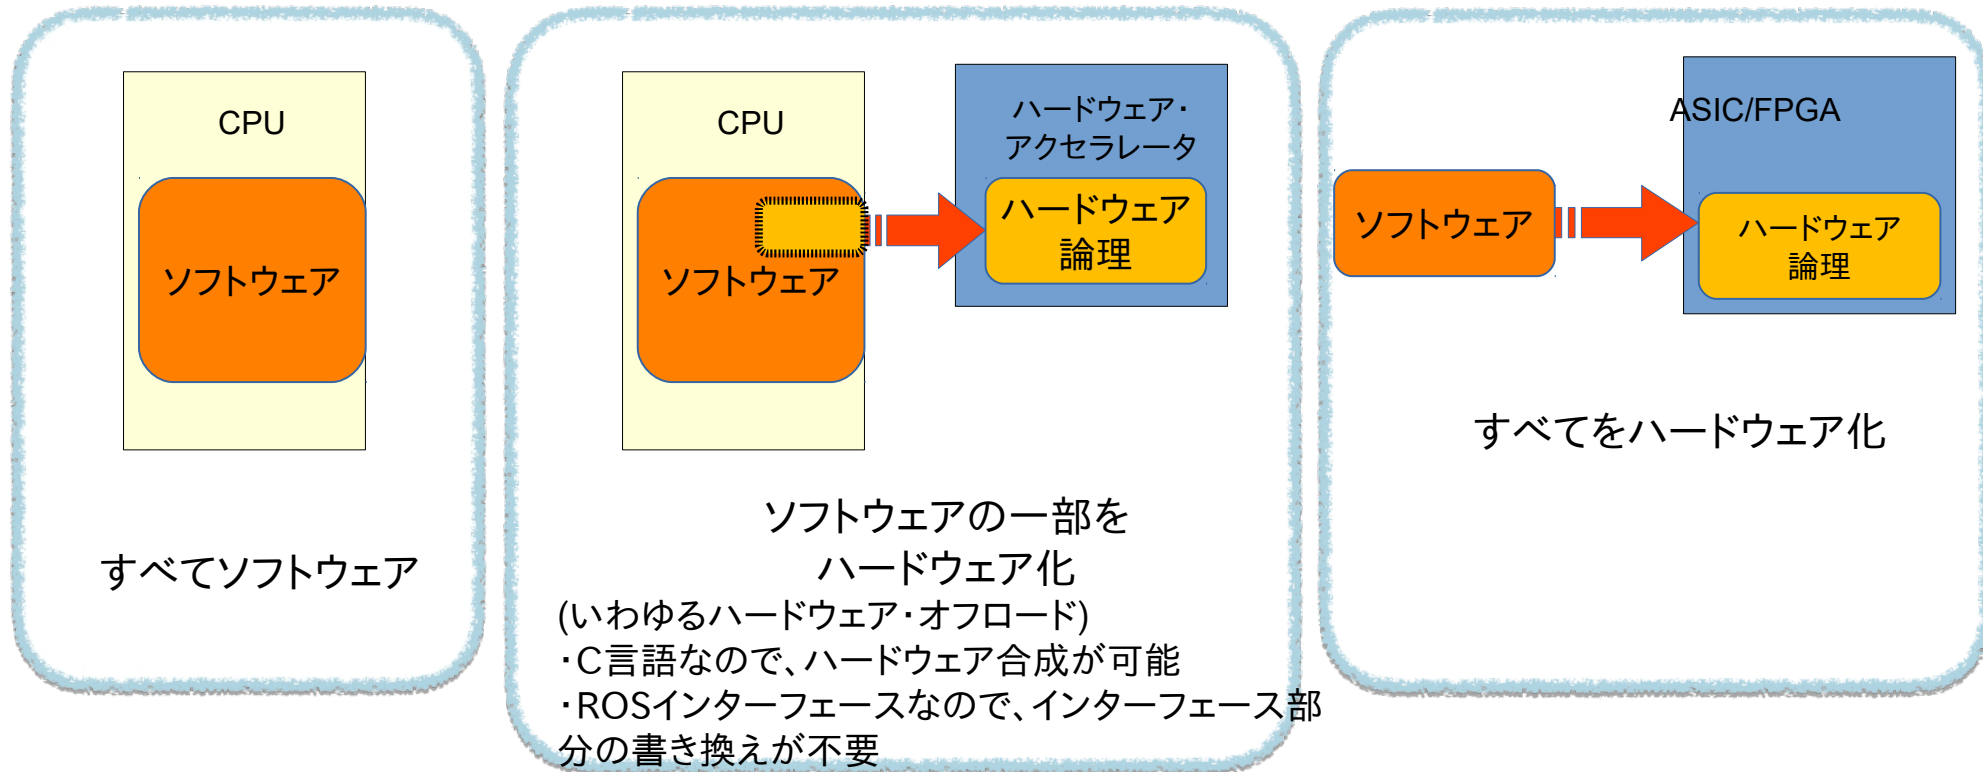 CPU
ソフトウェア
すべてソフトウェア
CPU
ソフトウェア
ハードウェア・
アクセラレータ
ハードウェア
論理
ソフトウェアの一部を
ハードウェア化
(いわゆるハードウェア・オフロード)
・C言語なので、ハードウェア合成が可能
・ROSインターフェースなので、インターフェース部
分の書き換えが不要
ASIC/FPGA
ソフトウェア
ハードウェア
論理
すべてをハードウェア化